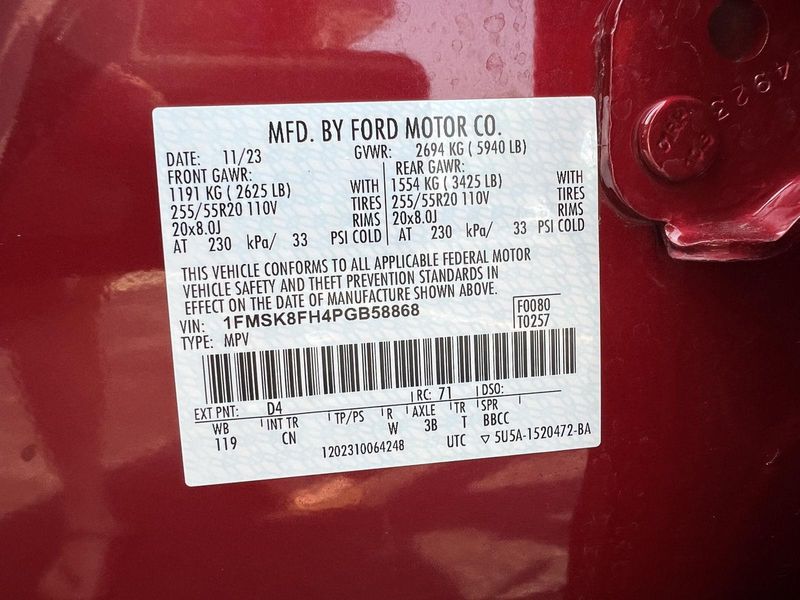 MFD. BY FORD MOTOR CO.
DATE: 11/23 GVWR: 2694 KG ( 5940 LB)
FRONT GAWR:
1191 KG ( 2625 LB) WITH
255/55R20 110V TIRES
20x8.0J RIMS
AT 230 kPa/ 33 PSI COLD
REAR GAWR:
1554 KG ( 3425 LB) WITH
255/55R20 110V TIRES
20x8.0J RIMS
AT 230 kPa/ 33 PSI COLD
THIS VEHICLE CONFORMS TO ALL APPLICABLE FEDERAL MOTOR
VEHICLE SAFETY AND THEFT PREVENTION STANDARDS IN
EFFECT ON THE DATE OF MANUFACTURE SHOWN ABOVE.
VIN: 1FMSK8FH4PGB58868
TYPE: MPV
F0080
T0257
EXT PNT: D4 RC: 71 DSO:
WB INT TR TP/PS R AXLE TR SPR
119 CN W 3B T BBCC
1202310064248 UTC ▽ 5U5A-1520472-BA
4923